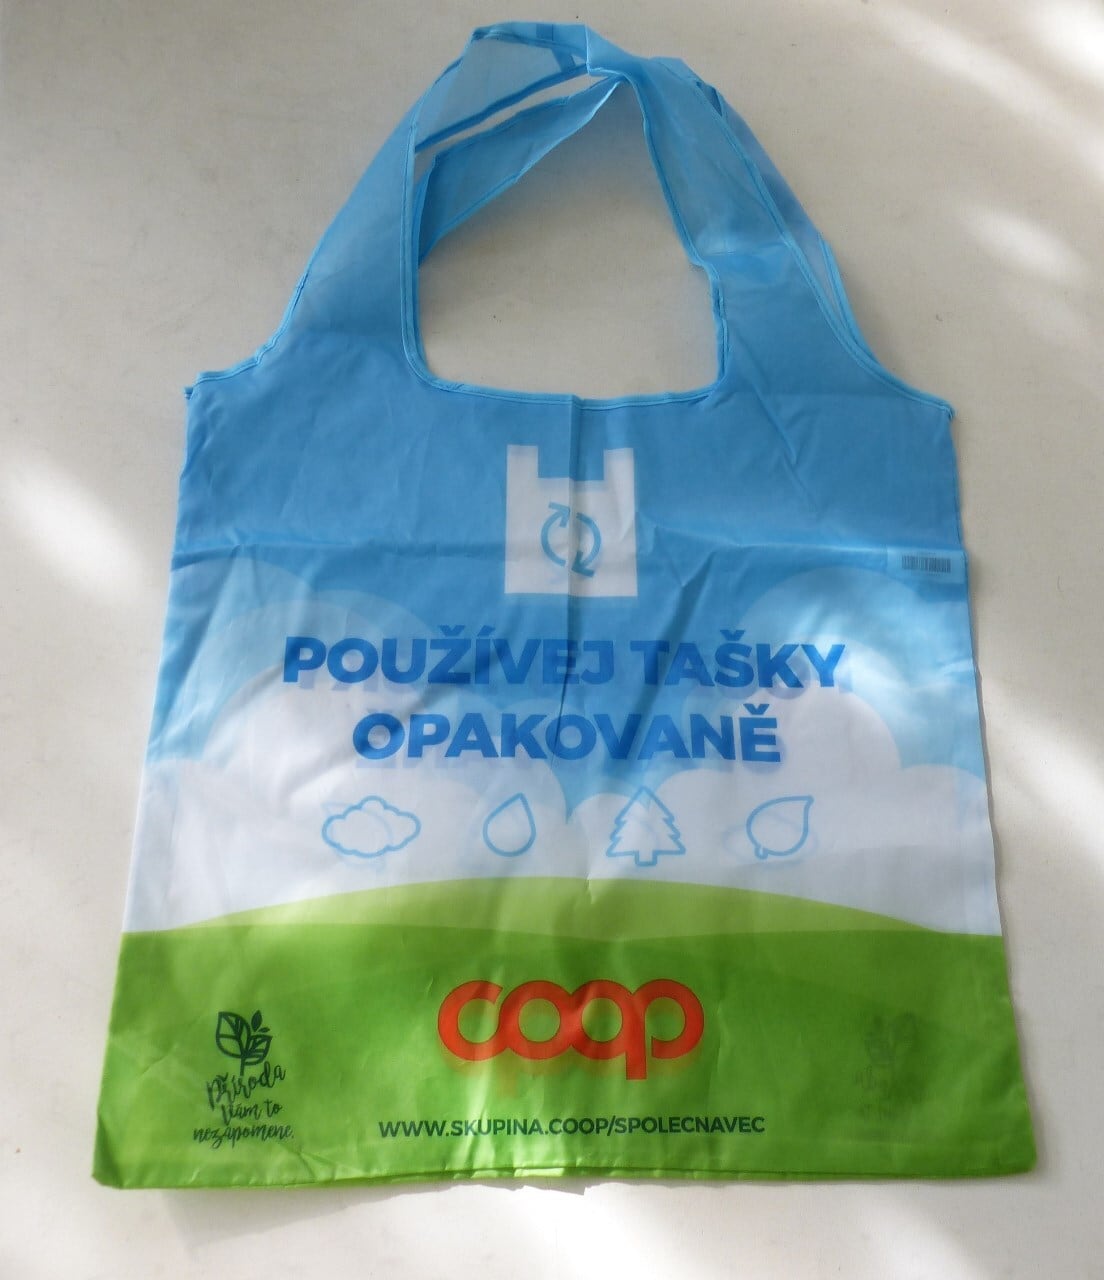 POUŽÍVEJ TAŠKY
OPAKOVANĚ
coop
Příroda
Vám to
nezapomene.
WWW.SKUPINA.COOP/SPOLECNAVEC